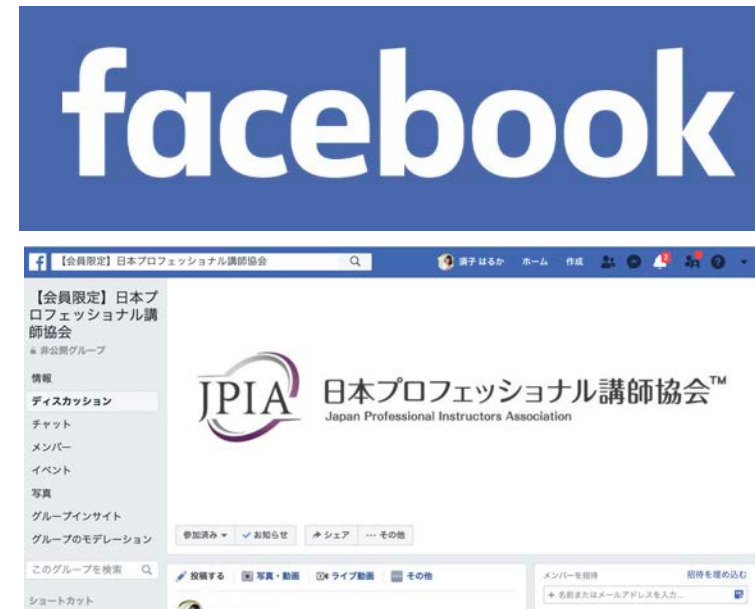 facebook
【会員限定】日本プロフェッショナル講師協会
須子 はるか ホーム 作成
2
【会員限定】日本プ
ロフェッショナル講
師協会
非公開グループ
情報
ディスカッション
チャット
メンバー
イベント
写真
グループインサイト
グループのモデレーション
このグループを検索
ショートカット
JPIA 日本プロフェッショナル講師協会™
Japan Professional Instructors Association
参加済み お知らせ シェア … その他
投稿する 写真・動画 ライブ動画 その他
メンバーを招待 招待を埋め込む
+ 名前またはメールアドレスを入力...